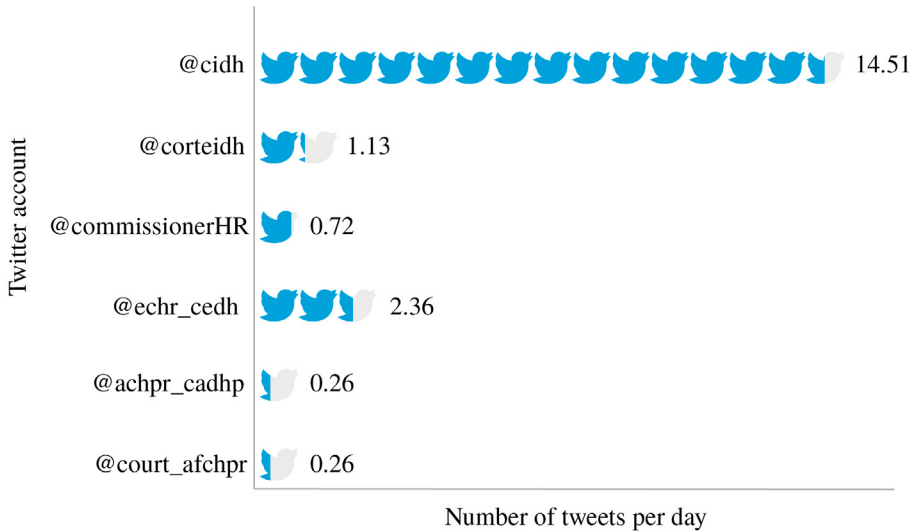 Twitter account
@cidh 14.51
@corteidh 1.13
@commissionerHR 0.72
@echr_cedh 2.36
@achpr_cadhp 0.26
@court_afchpr 0.26
Number of tweets per day